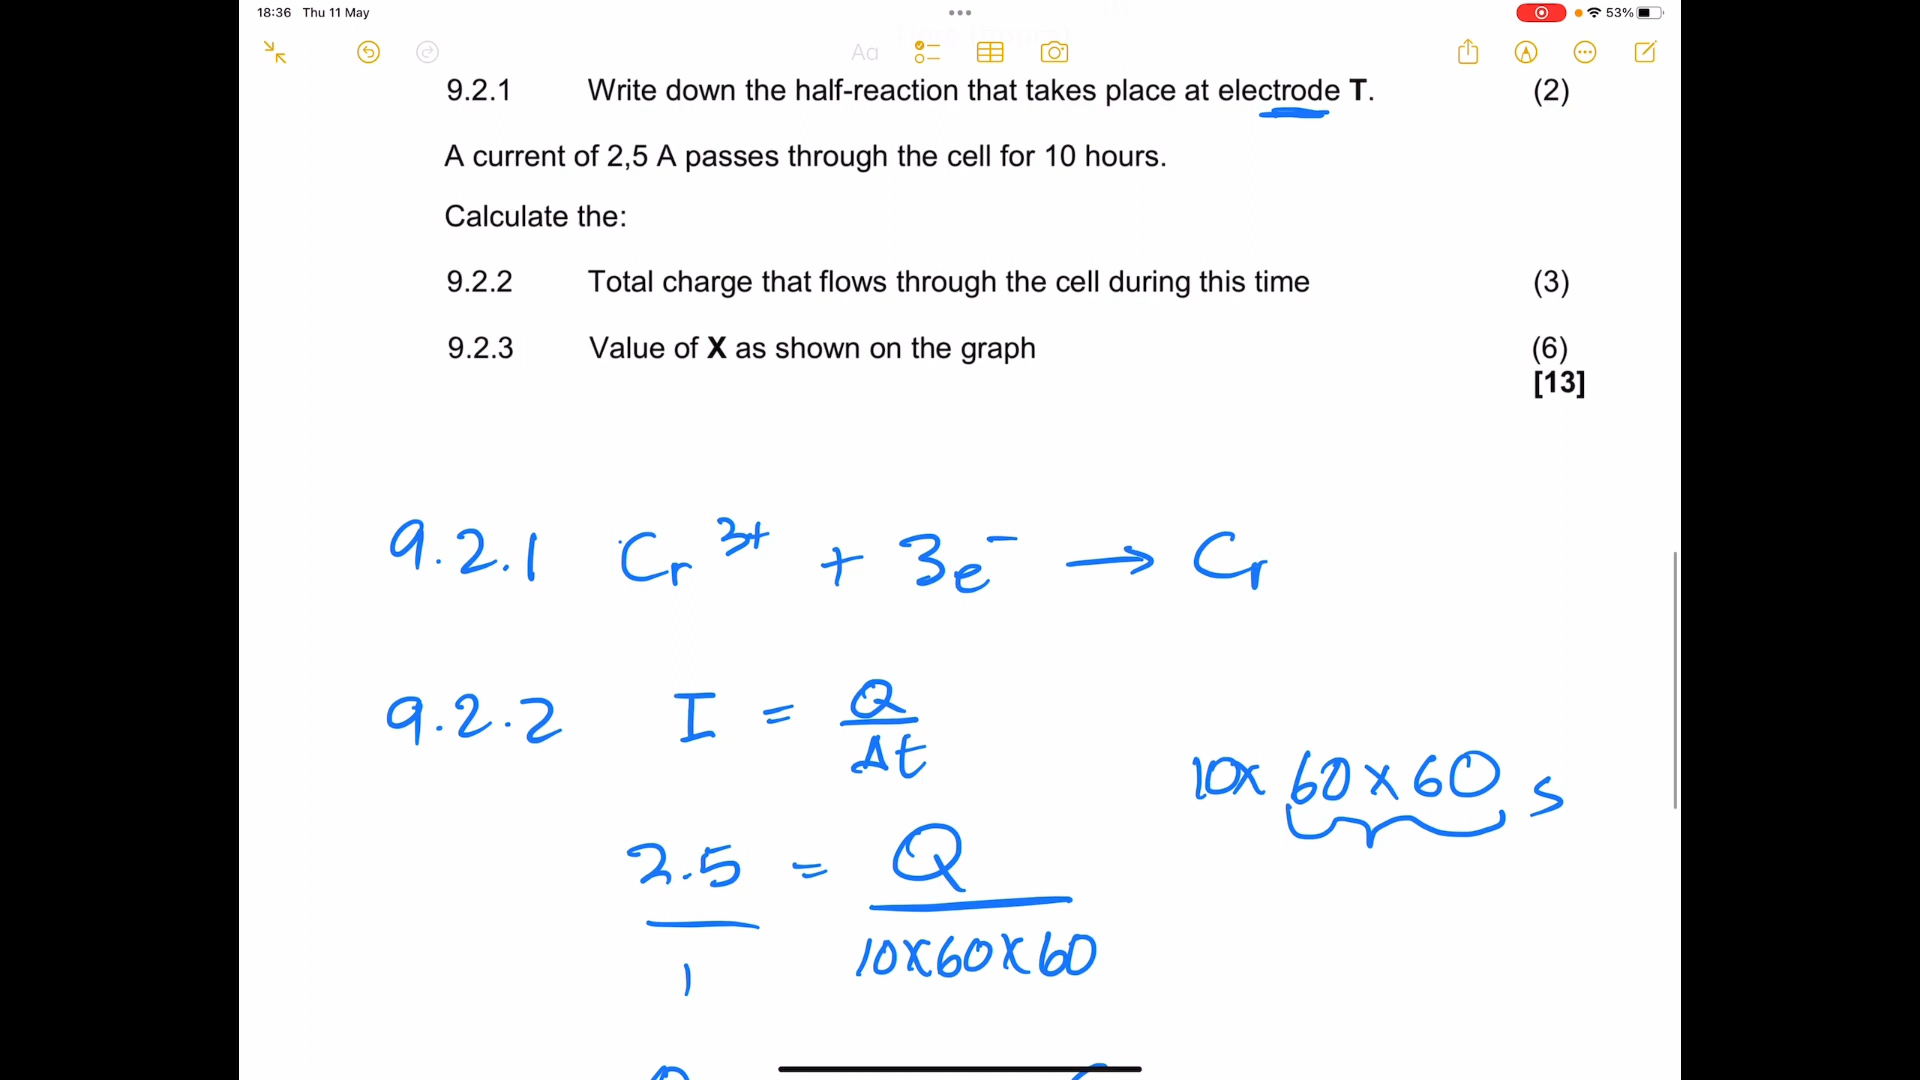 18:36 Thu 11 May
53%
Aa
9.2.1 Write down the half-reaction that takes place at electrode T. (2)
A current of 2,5 A passes through the cell for 10 hours.
Calculate the:
9.2.2 Total charge that flows through the cell during this time (3)
9.2.3 Value of X as shown on the graph (6)
[13]
9.2.1 Cr³⁺ + 3e⁻ → Cr
9.2.2 I = Q/Δt
10x 60 x 60 s
2.5/1 = Q/10x60x60